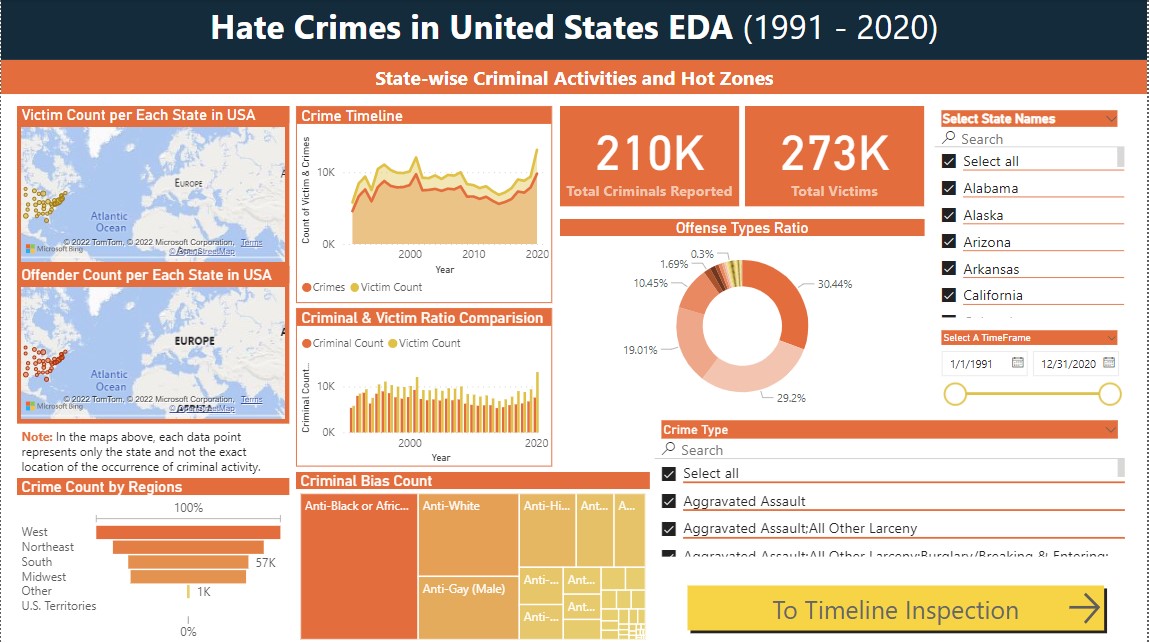 Hate Crimes in United States EDA (1991 - 2020)
State-wise Criminal Activities and Hot Zones
Victim Count per Each State in USA
EUROPE
Atlantic
Ocean
© 2022 TomTom, © 2022 Microsoft Corporation, Terms
Microsoft Bing
© OpenStreetMap
Offender Count per Each State in USA
EUROPE
Atlantic
Ocean
© 2022 TomTom, © 2022 Microsoft Corporation, Terms
Microsoft Bing
AFRICA
© OpenStreetMap
Note: In the maps above, each data point
represents only the state and not the exact
location of the occurrence of criminal activity.
Crime Count by Regions
100%
West
Northeast
South
57K
Midwest
Other
1K
U.S. Territories
0%
Crime Timeline
Count of Victim & Crimes
10K
0K
2000
2010
2020
Year
Crimes
Victim Count
Criminal & Victim Ratio Comparision
Criminal Count
Victim Count
Criminal Count...
10K
0K
2000
2020
Year
Criminal Bias Count
Anti-Black or Afric...
Anti-White
Anti-Gay (Male)
Anti-Hi...
Ant...
A...
Anti-...
Ant...
Anti-...
Ant...
210K
Total Criminals Reported
273K
Total Victims
Offense Types Ratio
0.3%
1.69%
10.45%
30.44%
19.01%
29.2%
Select State Names
Search
Select all
Alabama
Alaska
Arizona
Arkansas
California
Select A TimeFrame
1/1/1991
12/31/2020
Crime Type
Search
Select all
Aggravated Assault
Aggravated Assault;All Other Larceny
Aggravated Assault;All Other Larceny;Burglary/Breaking & Entering;
To Timeline Inspection